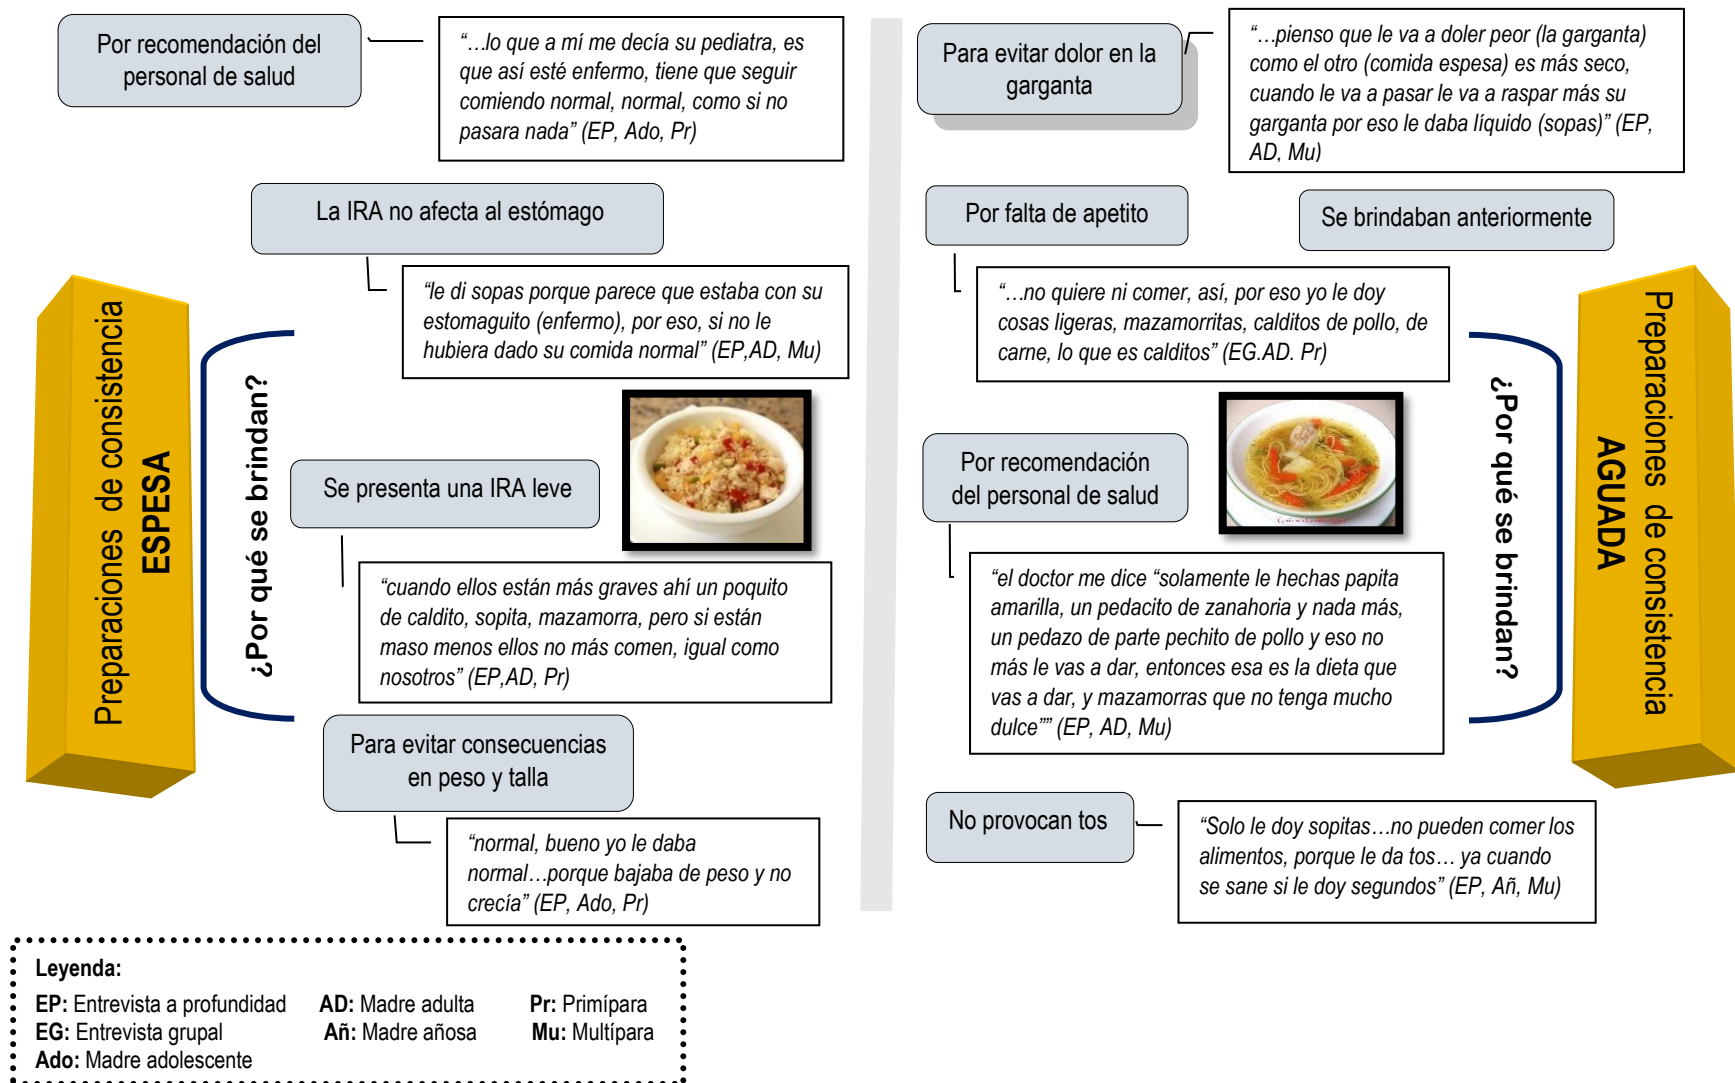 Por recomendación del
personal de salud
“…lo que a mí me decía su pediatra, es
que así esté enfermo, tiene que seguir
comiendo normal, normal, como si no
pasara nada” (EP, Ado, Pr)
La IRA no afecta al estómago
“le di sopas porque parece que estaba con su
estomaguito (enfermo), por eso, si no le
hubiera dado su comida normal” (EP,AD, Mu)
Preparaciones de consistencia
ESPESA
¿Por qué se brindan?
Se presenta una IRA leve
“cuando ellos están más graves ahí un poquito
de caldito, sopita, mazamorra, pero si están
maso menos ellos no más comen, igual como
nosotros” (EP,AD, Pr)
Para evitar consecuencias
en peso y talla
“normal, bueno yo le daba
normal…porque bajaba de peso y no
crecía” (EP, Ado, Pr)
Para evitar dolor en la
garganta
“…pienso que le va a doler peor (la garganta)
como el otro (comida espesa) es más seco,
cuando le va a pasar le va a raspar más su
garganta por eso le daba líquido (sopas)” (EP,
AD, Mu)
Por falta de apetito
Se brindaban anteriormente
“…no quiere ni comer, así, por eso yo le doy
cosas ligeras, mazamorritas, calditos de pollo, de
carne, lo que es calditos” (EG.AD. Pr)
Por recomendación
del personal de salud
“el doctor me dice “solamente le hechas papita
amarilla, un pedacito de zanahoria y nada más,
un pedazo de parte pechito de pollo y eso no
más le vas a dar, entonces esa es la dieta que
vas a dar, y mazamorras que no tenga mucho
dulce”” (EP, AD, Mu)
No provocan tos
“Solo le doy sopitas…no pueden comer los
alimentos, porque le da tos… ya cuando
se sane si le doy segundos” (EP, Añ, Mu)
¿Por qué se brindan?
Preparaciones de consistencia
AGUADA
Leyenda:
EP: Entrevista a profundidad AD: Madre adulta Pr: Primípara
EG: Entrevista grupal Añ: Madre añosa Mu: Multípara
Ado: Madre adolescente